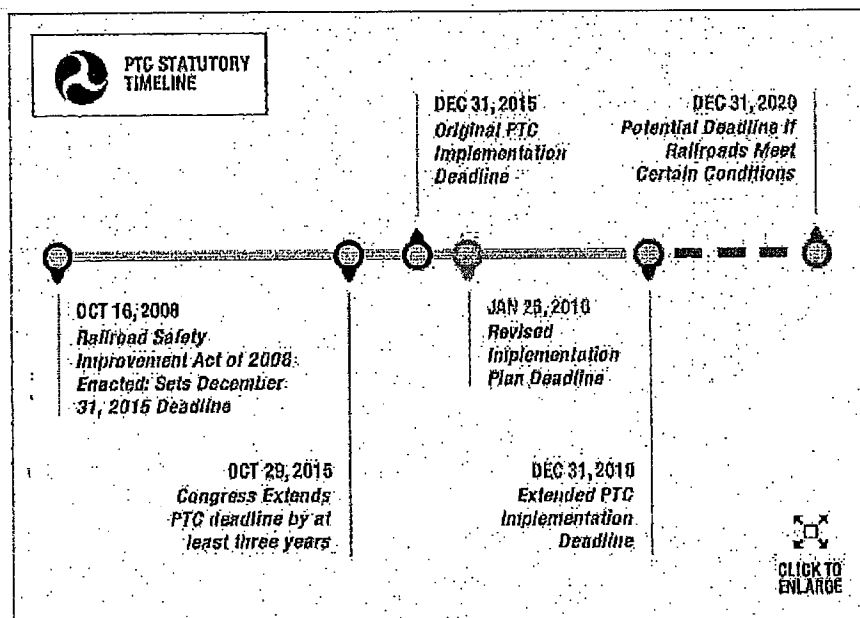 PTC STATUTORY
TIMELINE
DEC 31, 2015
Original PTC
Implementation
Deadline
DEC 31, 2020
Potential Deadline if
Railroads Meet
Certain Conditions
OCT 16, 2008
Railroad Safety
Improvement Act of 2008
Enacted: Sets December
31, 2015 Deadline
JAN 26, 2016
Revised
Implementation
Plan Deadline
OCT 29, 2015
Congress Extends
PTC deadline by at
least three years
DEC 31, 2018
Extended PTC
Implementation
Deadline
CLICK TO
ENLARGE